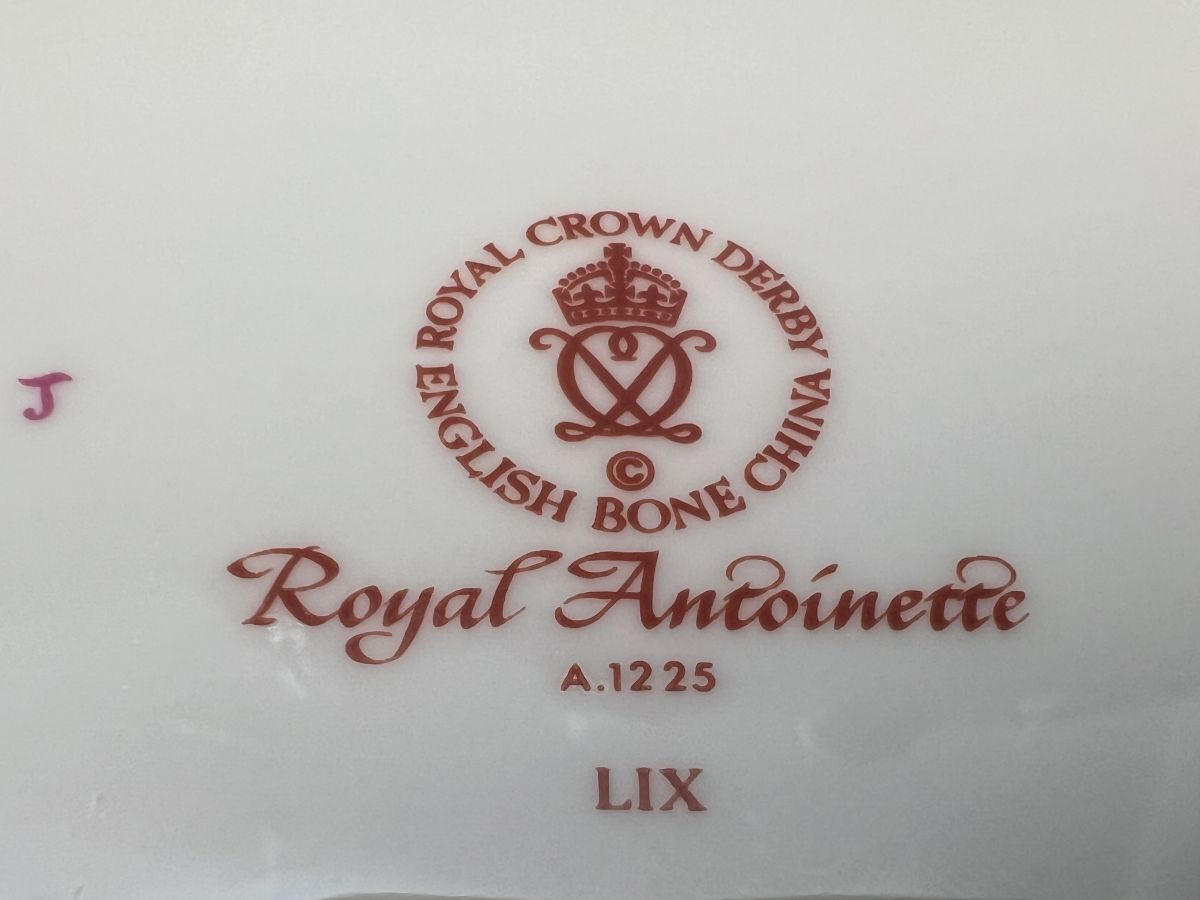 ROYAL CROWN DERBY
ENGLISH BONE CHINA
©
J
Royal Antoinette
A.1225
LIX